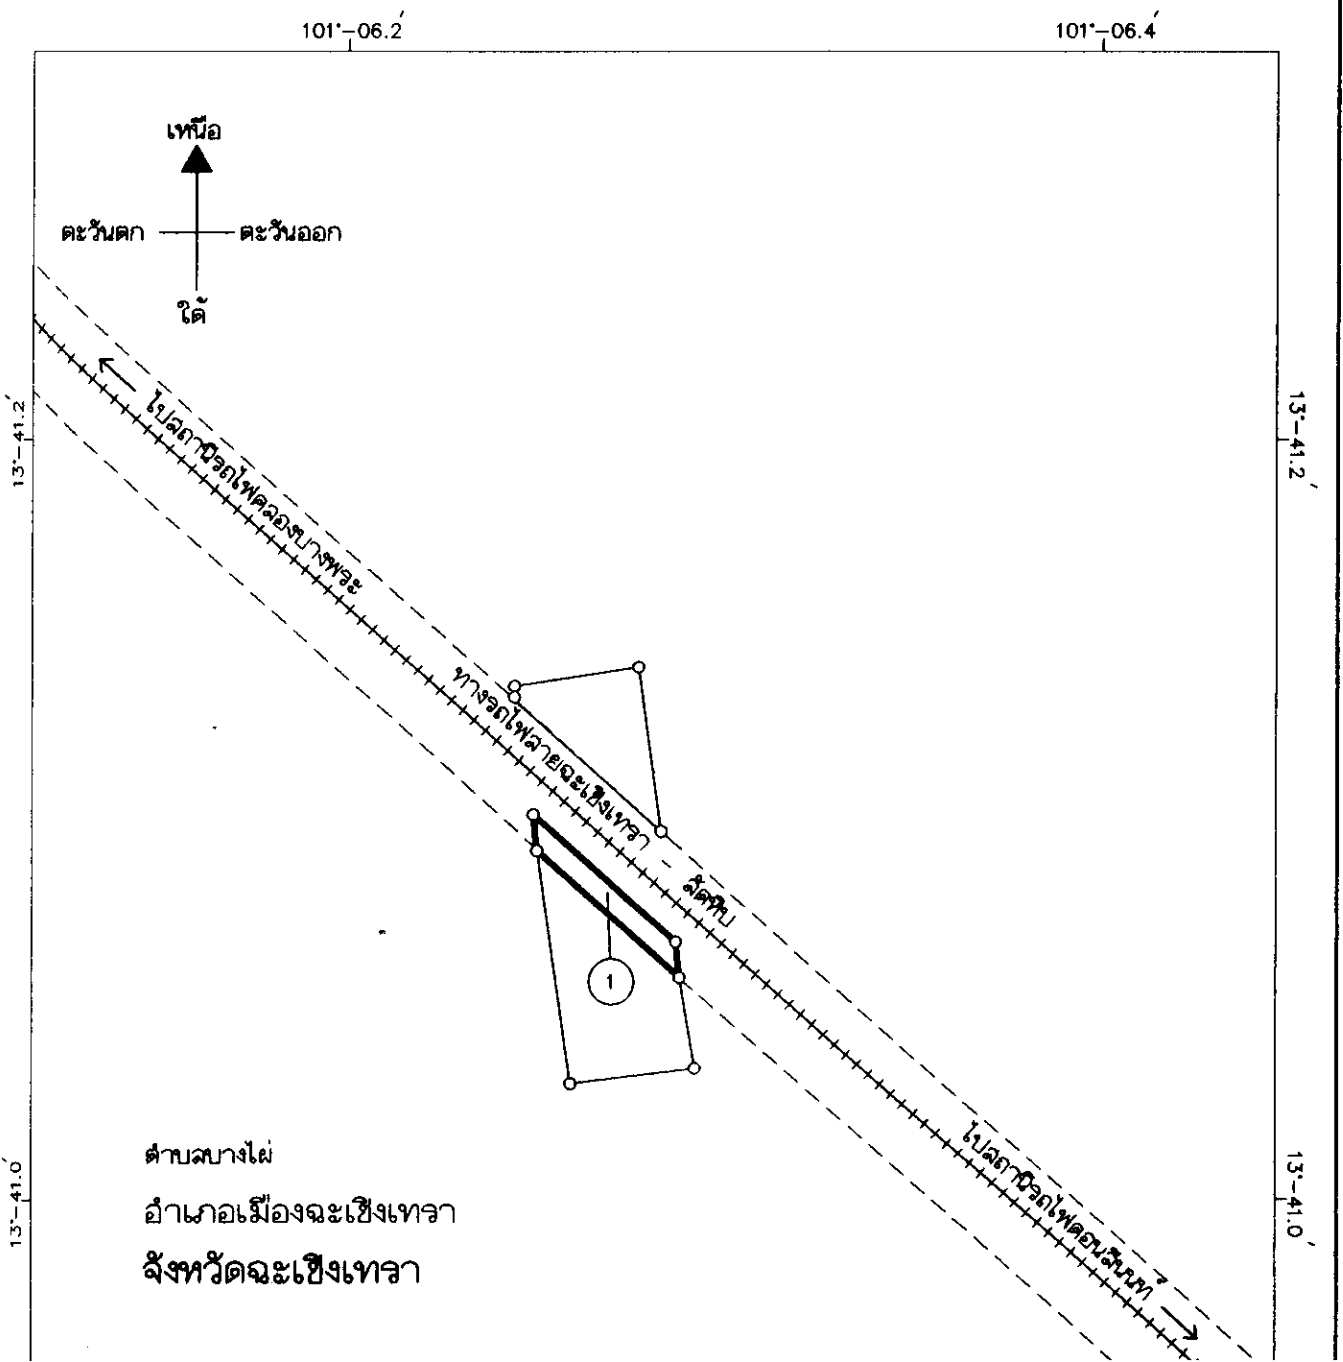 101°-06.2′
101°-06.4′
เหนือ
ตะวันตก
ตะวันออก
ใต้
13°-41.2′
13°-41.2′
ไปสถานีรถไฟคลองบางพระ
ทางรถไฟสายฉะเชิงเทรา - สัตหีบ
1
ไปสถานีรถไฟดอนสีนนท์
13°-41.0′
13°-41.0′
ตำบลบางไผ่
อำเภอเมืองฉะเชิงเทรา
จังหวัดฉะเชิงเทรา